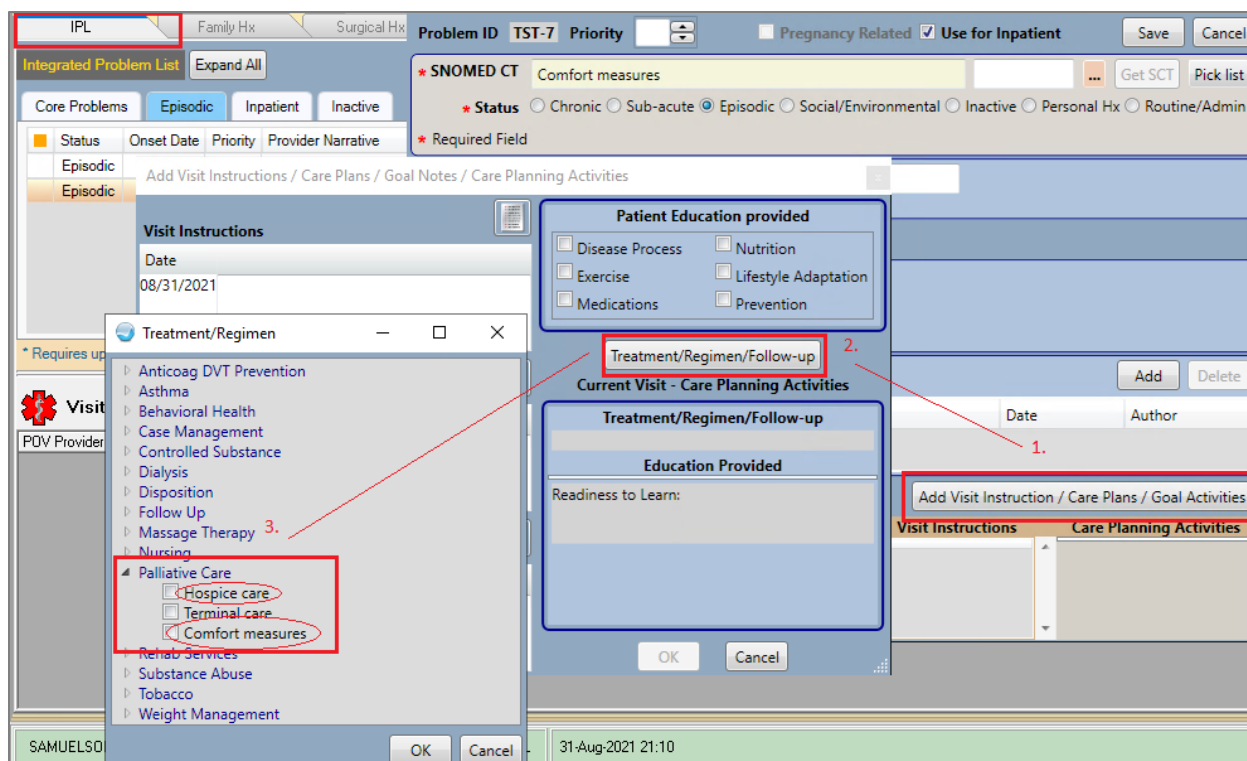 IPL
Family Hx
Surgical Hx
Integrated Problem List Expand All
Core Problems Episodic Inpatient Inactive
Status Onset Date Priority Provider Narrative
Episodic
Episodic
* Requires up
Visit
POV Provider
Problem ID TST-7 Priority Pregnancy Related Use for Inpatient Save Cancel
* SNOMED CT Comfort measures ... Get SCT Pick list
* Status Chronic Sub-acute Episodic Social/Environmental Inactive Personal Hx Routine/Admin
* Required Field
Add Visit Instructions / Care Plans / Goal Notes / Care Planning Activities
Visit Instructions
Date
08/31/2021
Patient Education provided
Disease Process Nutrition
Exercise Lifestyle Adaptation
Medications Prevention
Treatment/Regimen/Follow-up 2.
Current Visit - Care Planning Activities
Treatment/Regimen/Follow-up
Education Provided
Readiness to Learn:
OK Cancel
Add Delete
Date Author
1.
Add Visit Instruction / Care Plans / Goal Activities
Visit Instructions Care Planning Activities
Treatment/Regimen
Anticoag DVT Prevention
Asthma
Behavioral Health
Case Management
Controlled Substance
Dialysis
Disposition
Follow Up
Massage Therapy 3.
Nursing
Palliative Care
Hospice care
Terminal care
Comfort measures
Rehab Services
Substance Abuse
Tobacco
Weight Management
OK Cancel
SAMUELSO
31-Aug-2021 21:10